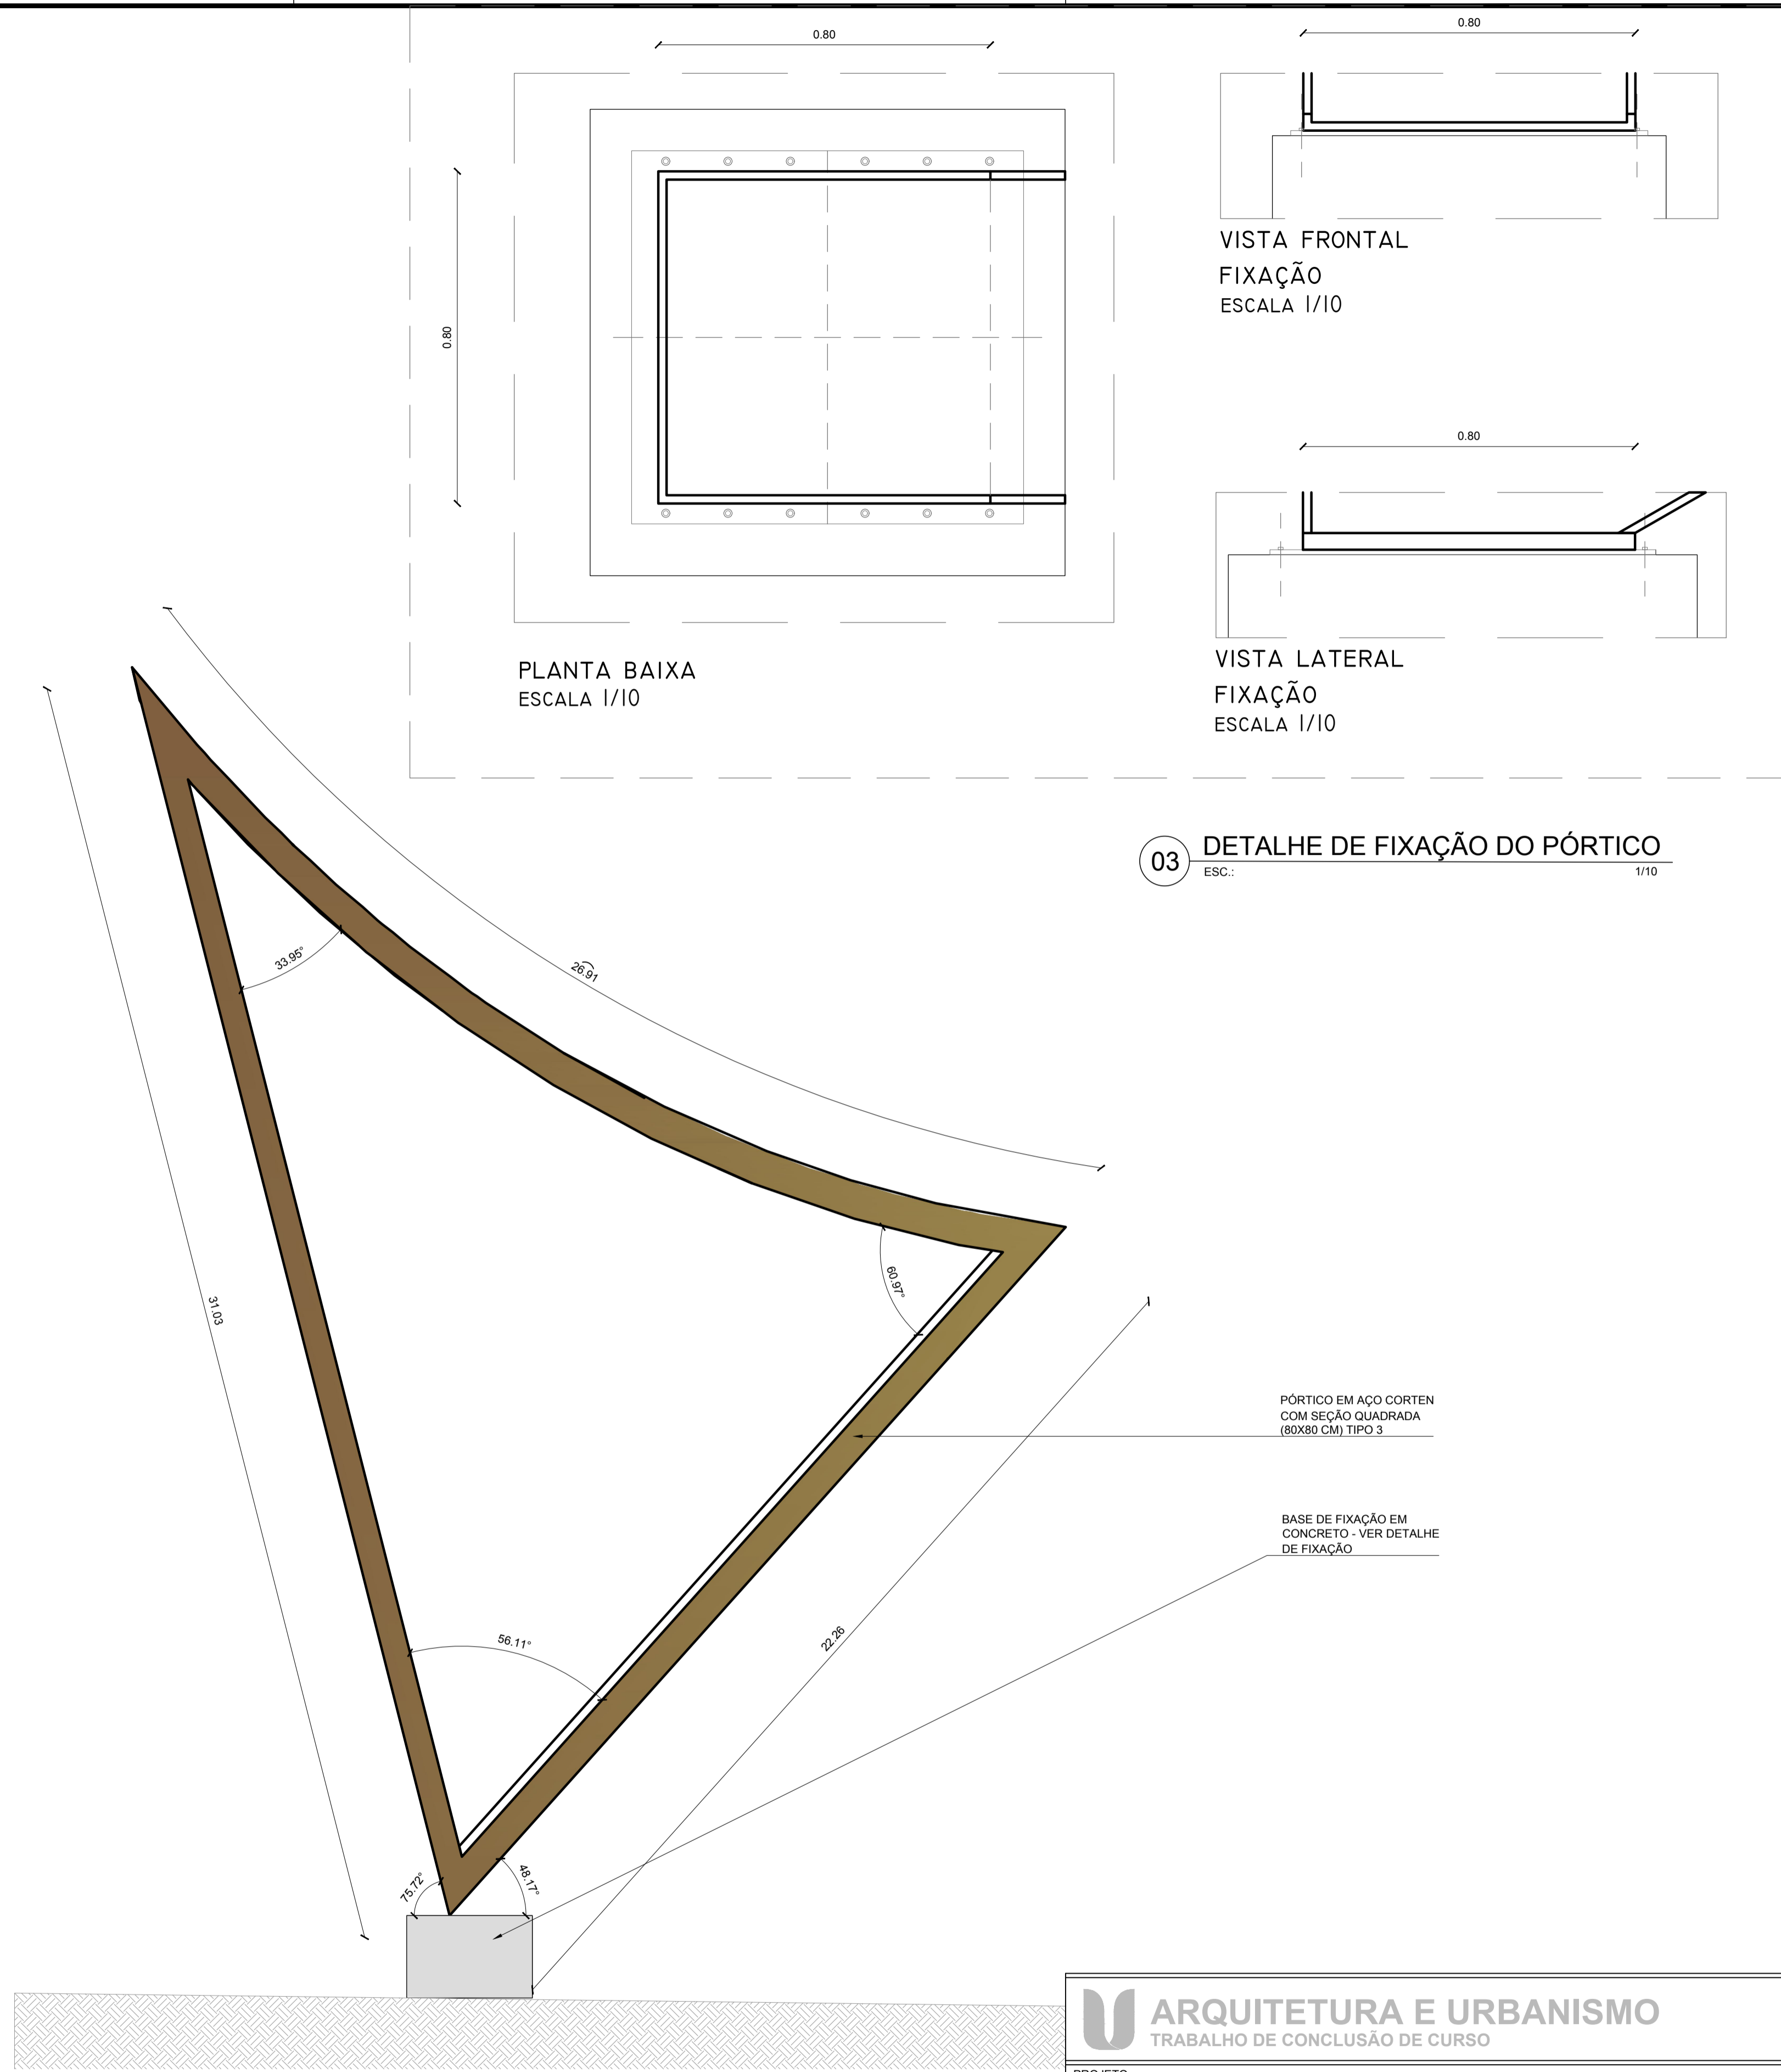 0.80
0.80
0.80
VISTA FRONTAL
FIXAÇÃO
ESCALA 1/10
0.80
VISTA LATERAL
FIXAÇÃO
ESCALA 1/10
PLANTA BAIXA
ESCALA 1/10
03
DETALHE DE FIXAÇÃO DO PÓRTICO
ESC.:
1/10
33.95°
26.91
60.97°
31.03
PÓRTICO EM AÇO CORTEN
COM SEÇÃO QUADRADA
(80X80 CM) TIPO 3
BASE DE FIXAÇÃO EM
CONCRETO - VER DETALHE
DE FIXAÇÃO
56.11°
22.26
75.72°
48.17°
ARQUITETURA E URBANISMO
TRABALHO DE CONCLUSÃO DE CURSO